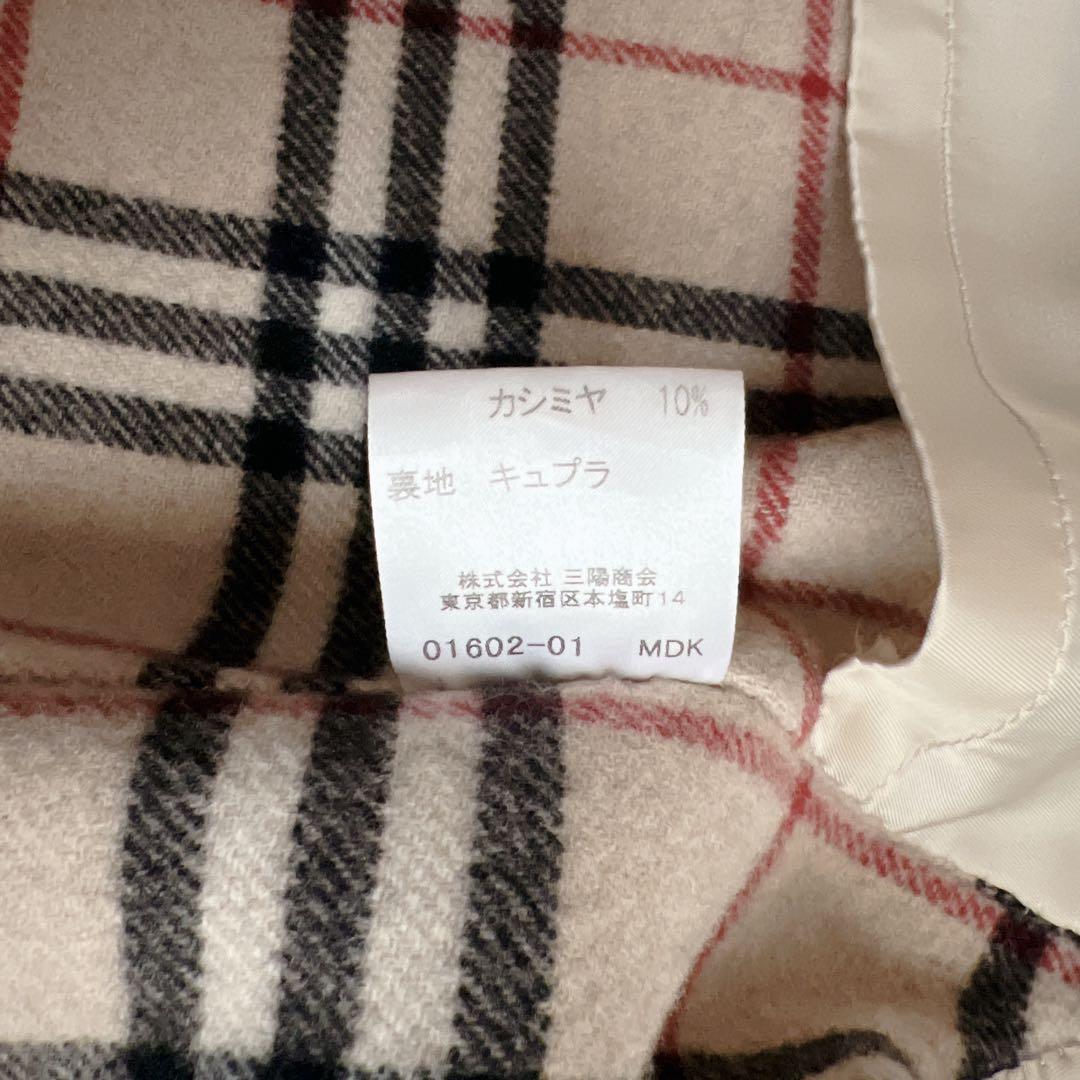 カシミヤ 10%
裏地 キュプラ
株式会社 三陽商会
東京都新宿区本塩町14
01602-01 MDK